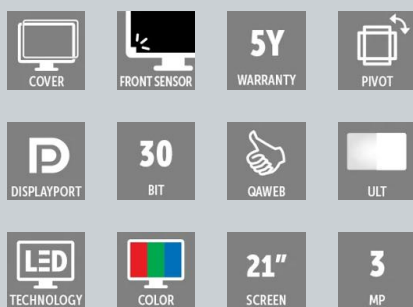 COVER
FRONT SENSOR
5Y
WARRANTY
PIVOT
DISPLAYPORT
30
BIT
QAWEB
ULT
LED
TECHNOLOGY
COLOR
21"
SCREEN
3
MP